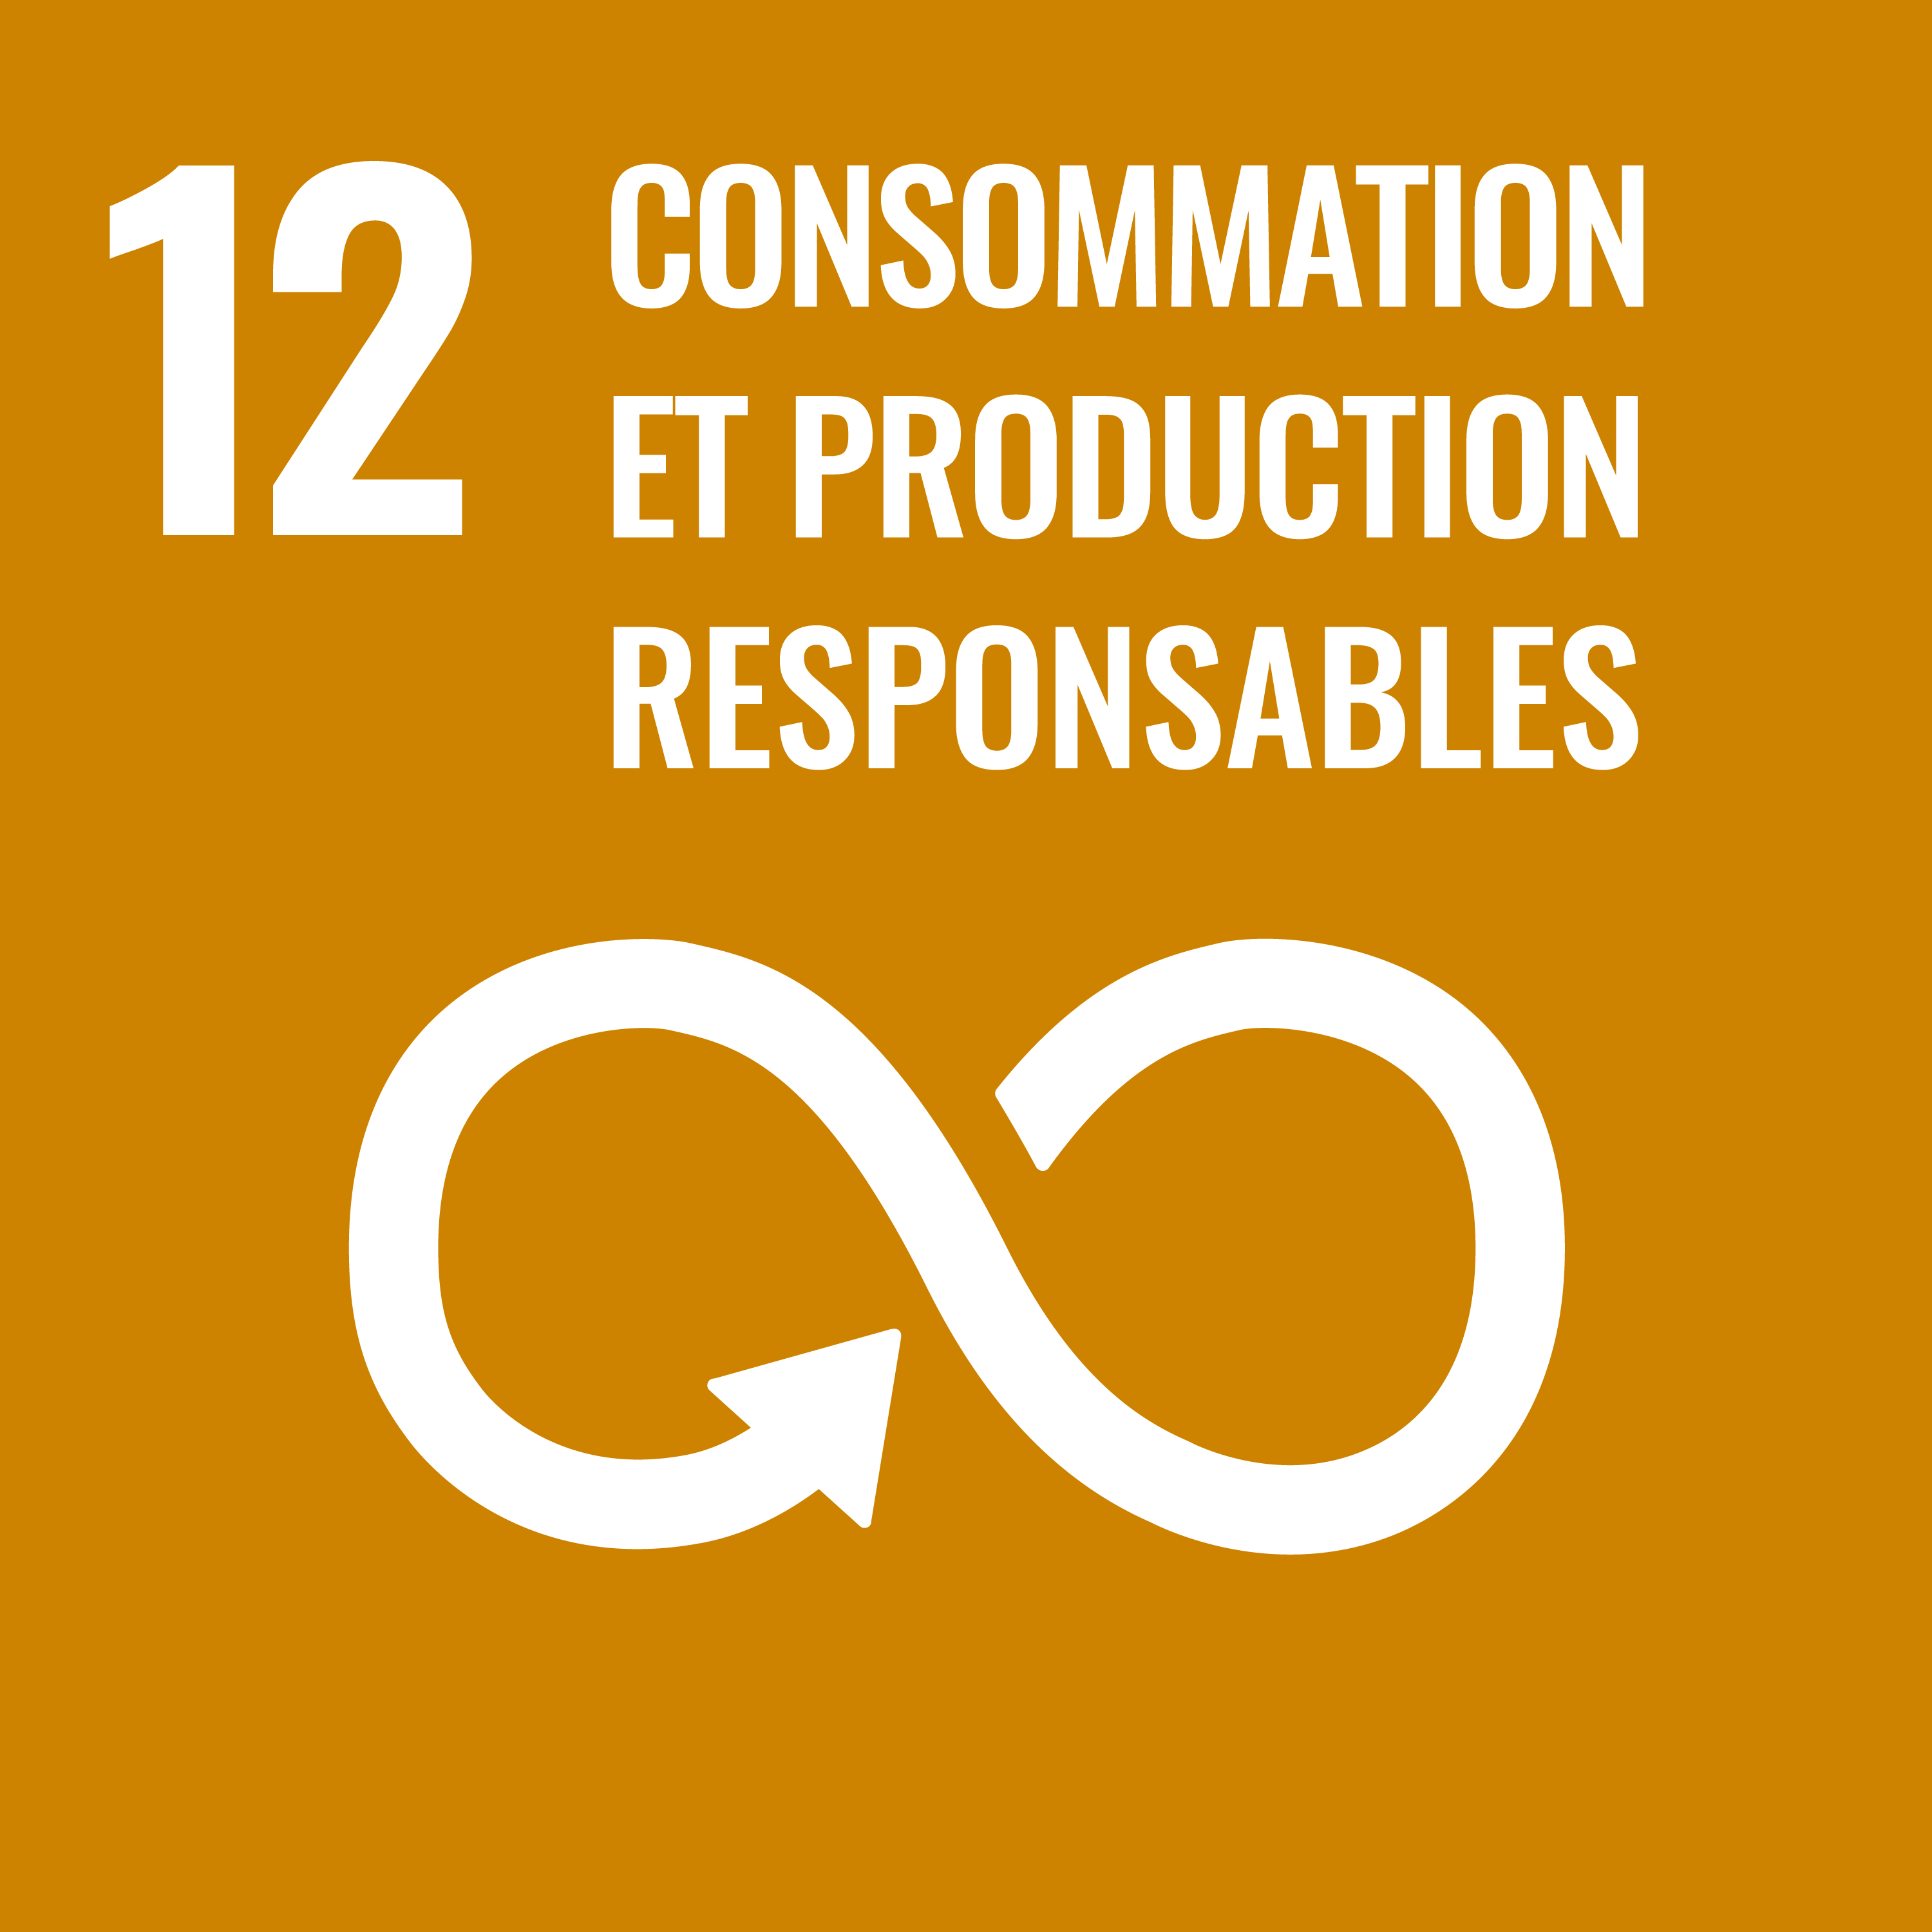 12
CONSOMMATION
ET PRODUCTION
RESPONSABLES